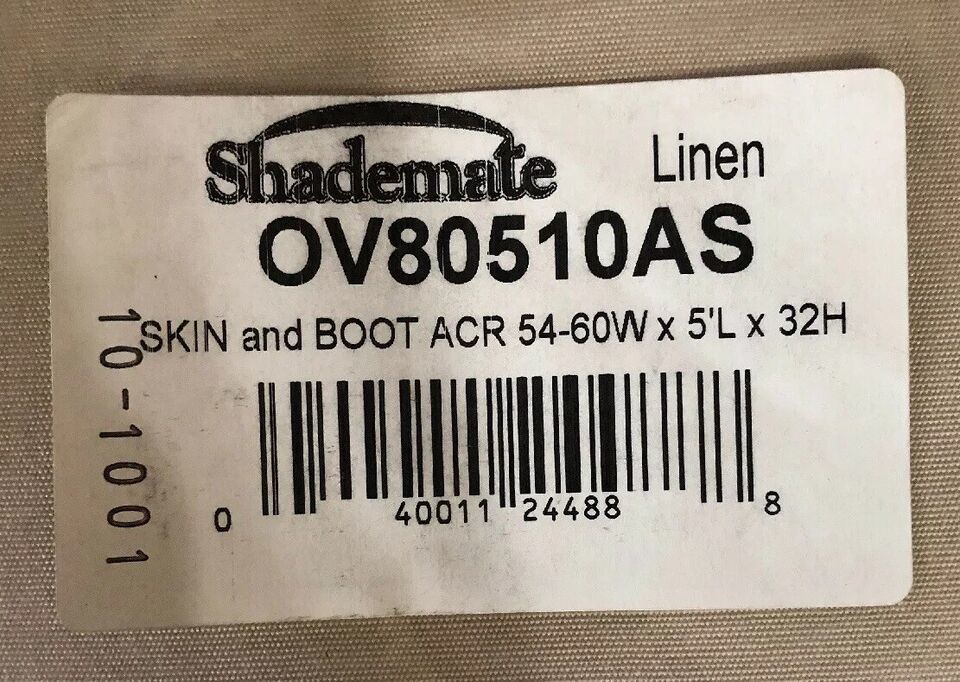 Shademate
Linen
OV80510AS
SKIN and BOOT ACR 54-60W x 5'L x 32H
10-1001
0 40011 24488 8